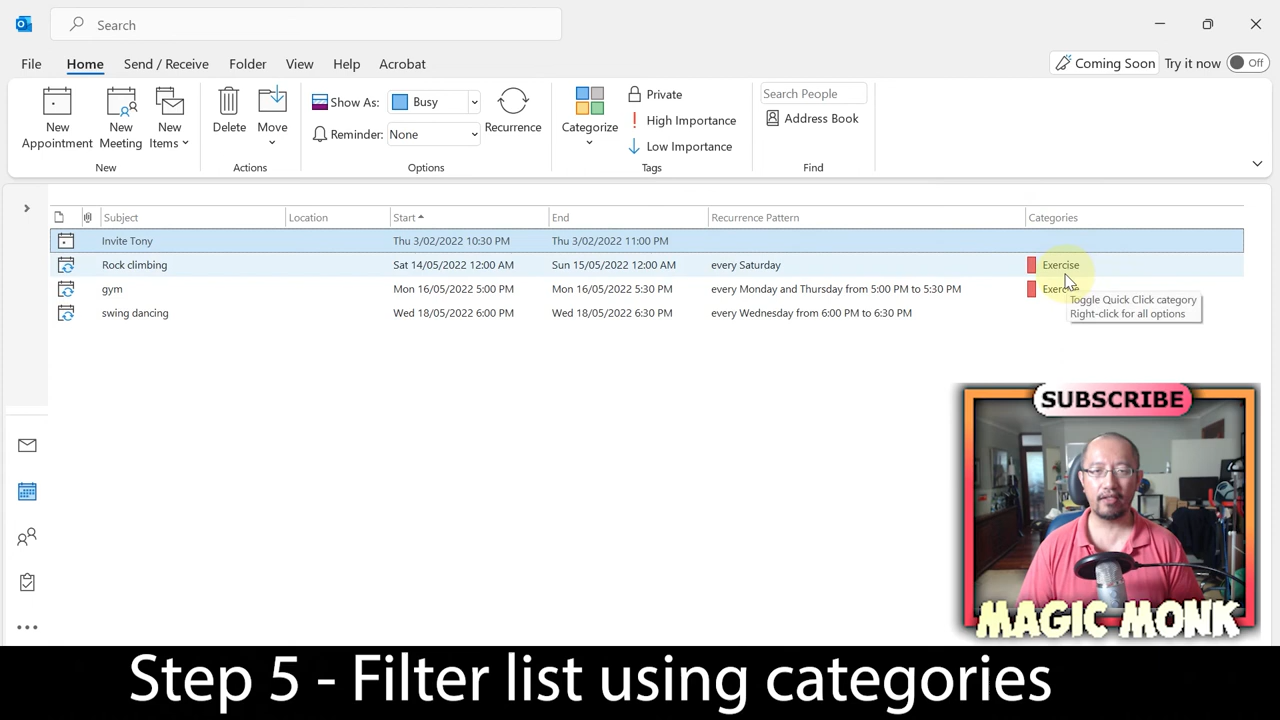 Search
File Home Send / Receive Folder View Help Acrobat Coming Soon Try it now Off
New Appointment
New Meeting
New Items
Delete
Move
Show As: Busy
Reminder: None
Recurrence
Categorize
Private
High Importance
Low Importance
Search People
Address Book
New Actions Options Tags Find
Subject Location Start End Recurrence Pattern Categories
Invite Tony Thu 3/02/2022 10:30 PM Thu 3/02/2022 11:00 PM
Rock climbing Sat 14/05/2022 12:00 AM Sun 15/05/2022 12:00 AM every Saturday Exercise
gym Mon 16/05/2022 5:00 PM Mon 16/05/2022 5:30 PM every Monday and Thursday from 5:00 PM to 5:30 PM Exercise
swing dancing Wed 18/05/2022 6:00 PM Wed 18/05/2022 6:30 PM every Wednesday from 6:00 PM to 6:30 PM
Toggle Quick Click category
Right-click for all options
SUBSCRIBE
MAGIC MONK
Step 5 - Filter list using categories